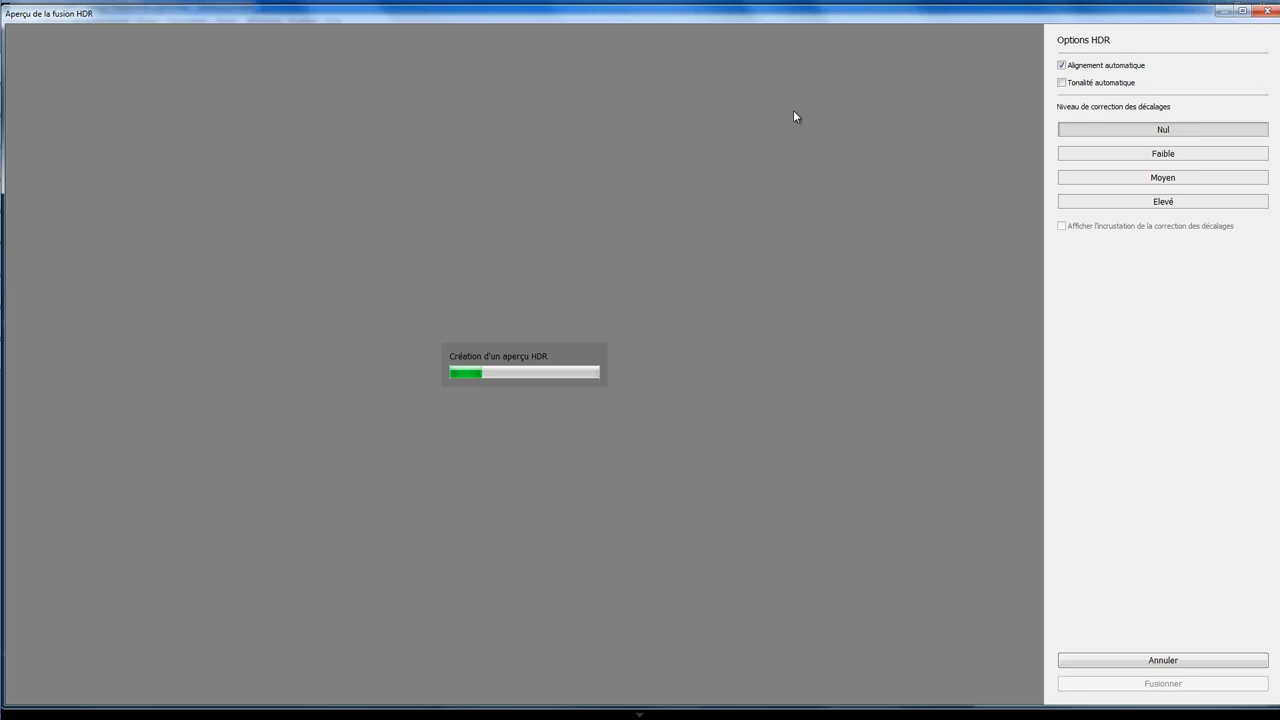 Aperçu de la fusion HDR
Options HDR
Alignement automatique
Tonalité automatique
Niveau de correction des décalages
Nul
Faible
Moyen
Elevé
Afficher l'incrustation de la correction des décalages
Création d'un aperçu HDR
Annuler
Fusionner